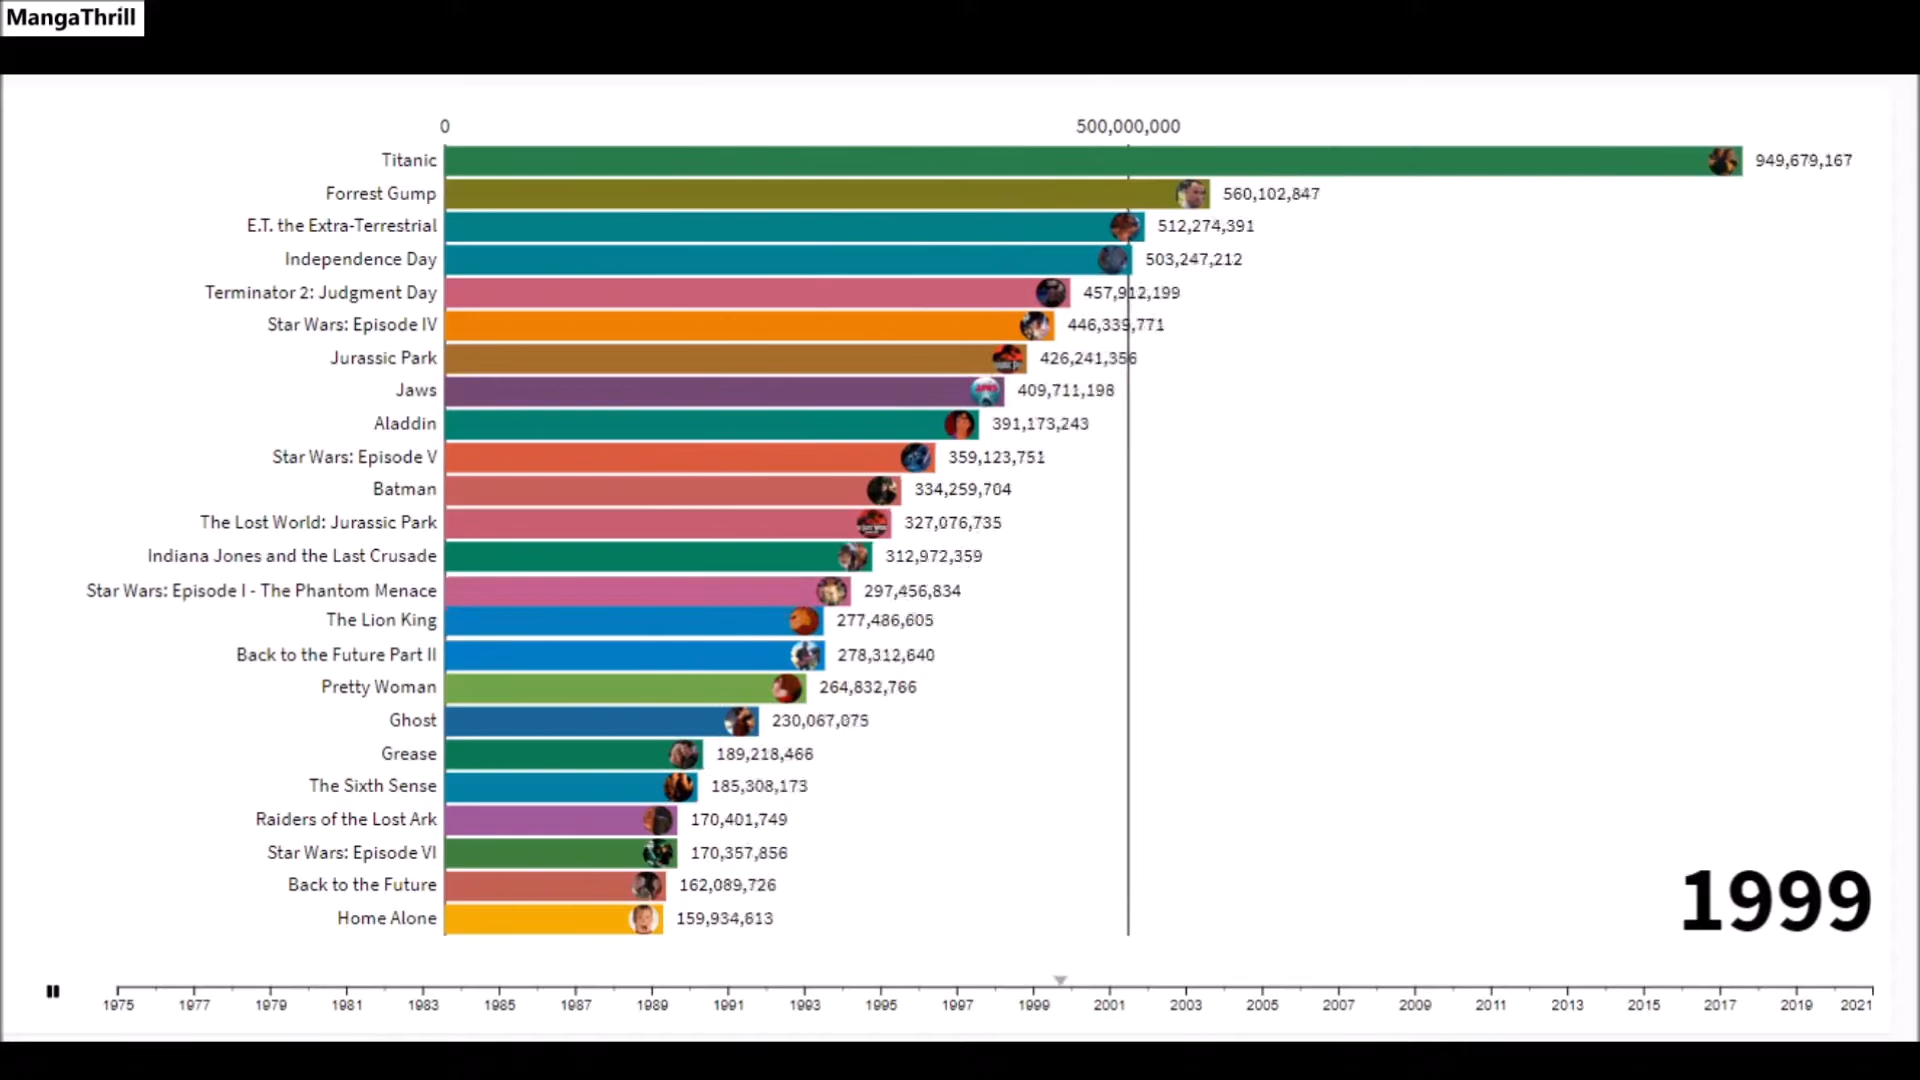 MangaThrill
0 500,000,000
Titanic 949,679,167
Forrest Gump 560,102,847
E.T. the Extra-Terrestrial 512,274,391
Independence Day 503,247,212
Terminator 2: Judgment Day 457,912,199
Star Wars: Episode IV 446,339,771
Jurassic Park 426,241,356
Jaws 409,711,198
Aladdin 391,173,243
Star Wars: Episode V 359,123,751
Batman 334,259,704
The Lost World: Jurassic Park 327,076,735
Indiana Jones and the Last Crusade 312,972,359
Star Wars: Episode I - The Phantom Menace 297,456,834
The Lion King 277,486,605
Back to the Future Part II 278,312,640
Pretty Woman 264,832,766
Ghost 230,067,075
Grease 189,218,466
The Sixth Sense 185,308,173
Raiders of the Lost Ark 170,401,749
Star Wars: Episode VI 170,357,856
Back to the Future 162,089,726
Home Alone 159,934,613
1999
1975 1977 1979 1981 1983 1985 1987 1989 1991 1993 1995 1997 1999 2001 2003 2005 2007 2009 2011 2013 2015 2017 2019 2021